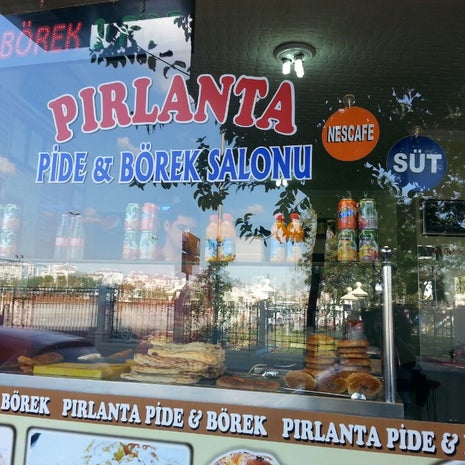 BÖREK
PIRLANTA
PİDE & BÖREK SALONU
NESCAFE
SÜT
BÖREK PIRLANTA PİDE & BÖREK PIRLANTA PİDE &